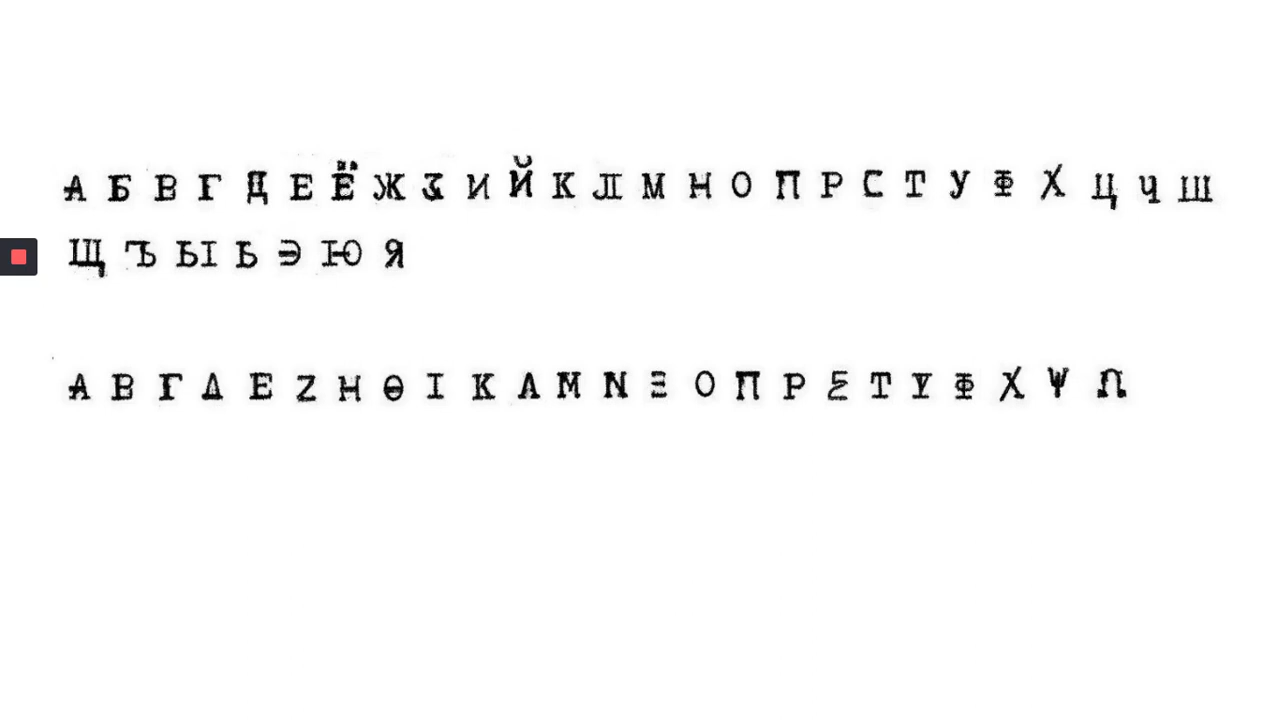 А Б В Г Д Е Ё Ж З И Й К Л М Н О П Р С Т У Ф Х Ц Ч Ш
Щ Ъ Ы Ь Э Ю Я
Α Β Γ Δ Ε Ζ Η Θ Ι Κ Λ Μ Ν Ξ Ο Π Ρ Σ Τ Υ Φ Χ Ψ Ω